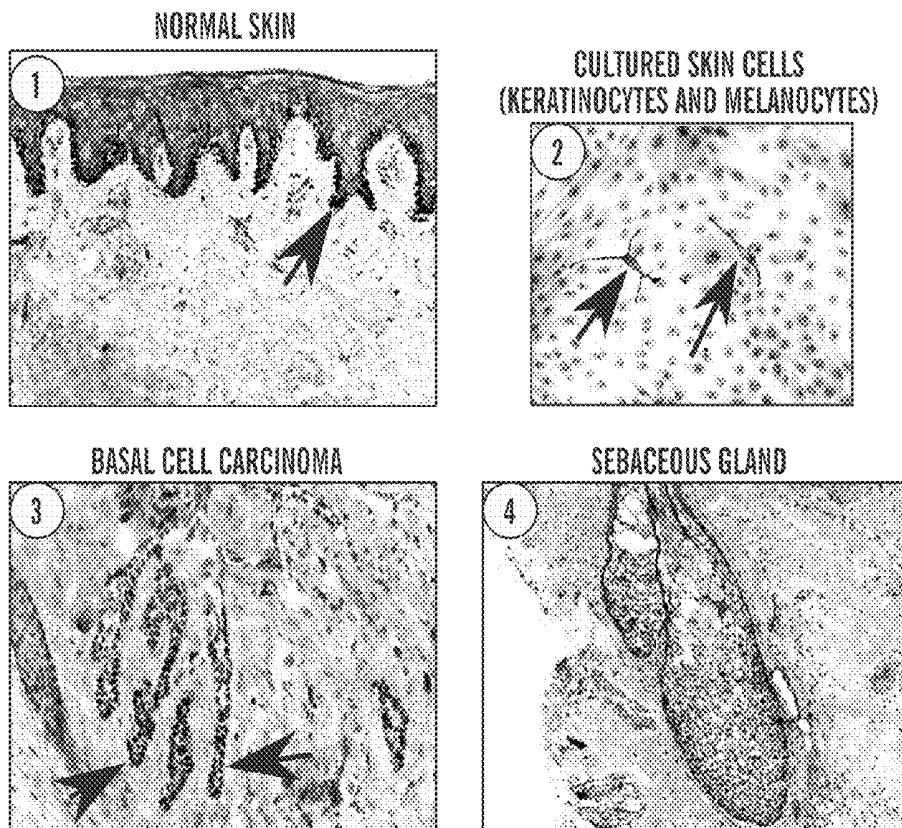 NORMAL SKIN
1
CULTURED SKIN CELLS
(KERATINOCYTES AND MELANOCYTES)
2
BASAL CELL CARCINOMA
3
SEBACEOUS GLAND
4